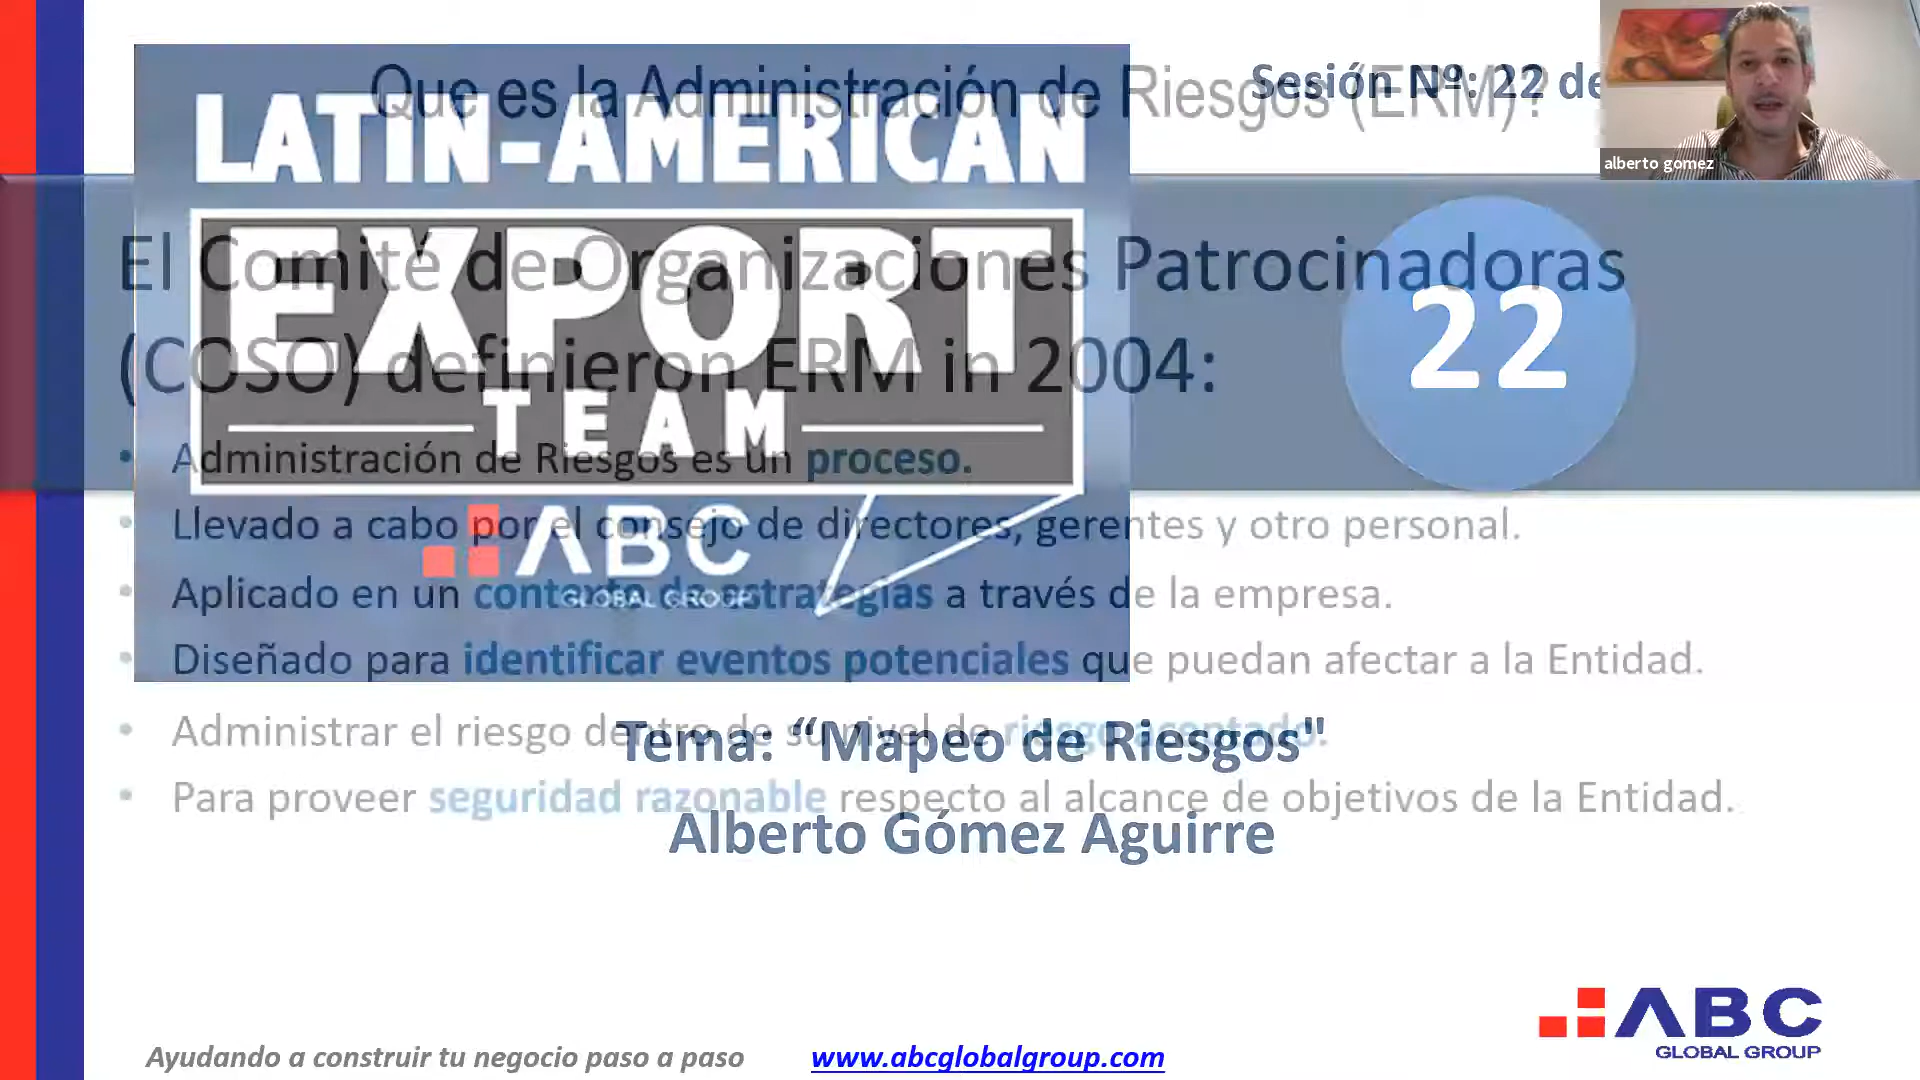 Que es la Administración de Riesgos (ERM)?
Sesión Nº: 22 de
alberto gomez
LATIN-AMERICAN
EXPORT
TEAM
22
El Comité de Organizaciones Patrocinadoras
(COSO) definieron ERM in 2004:
• Administración de Riesgos es un proceso.
• Llevado a cabo por el consejo de directores, gerentes y otro personal.
• Aplicado en un contexto de estrategias a través de la empresa.
• Diseñado para identificar eventos potenciales que puedan afectar a la Entidad.
• Administrar el riesgo dentro de su nivel de riesgo aceptado.
• Para proveer seguridad razonable respecto al alcance de objetivos de la Entidad.
ABC
GLOBAL GROUP
Tema: “Mapeo de Riesgos"
Alberto Gómez Aguirre
ABC
GLOBAL GROUP
Ayudando a construir tu negocio paso a paso
www.abcglobalgroup.com